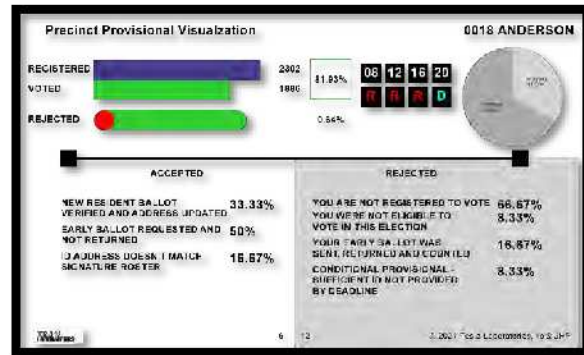 Precinct Provisional Visualzation
0018 ANDERSON
REGISTERED
2302
VOTED
81.93%
08 12 16 20
R R R D
REJECTED
0.64%
ACCEPTED
NEW RESIDENT BALLOT
VERIFIED AND ADDRESS UPDATED
33.33%
EARLY BALLOT REQUESTED AND
NOT RETURNED
50%
ID ADDRESS DOESN'T MATCH
SIGNATURE ROSTER
16.67%
REJECTED
YOU ARE NOT REGISTERED TO VOTE
66.67%
YOU WERE NOT ELIGIBLE TO
VOTE IN THIS ELECTION
8.33%
YOUR EARLY BALLOT WAS
SENT, RETURNED AND COUNTED
16.67%
CONDITIONAL PROVISIONAL -
SUFFICIENT ID NOT PROVIDED
BY DEADLINE
8.33%
6
12